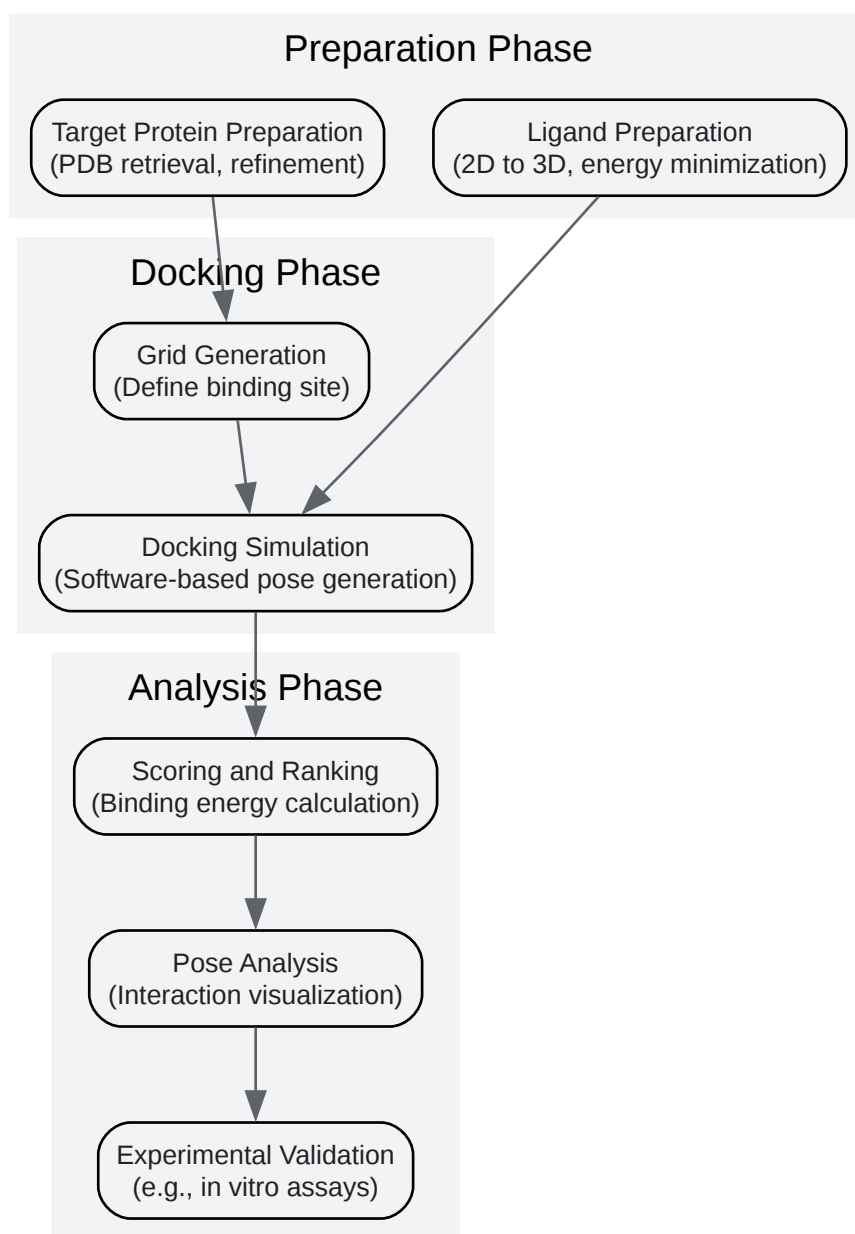 Preparation Phase
Target Protein Preparation
(PDB retrieval, refinement)
Ligand Preparation
(2D to 3D, energy minimization)
Docking Phase
Grid Generation
(Define binding site)
Docking Simulation
(Software-based pose generation)
Analysis Phase
Scoring and Ranking
(Binding energy calculation)
Pose Analysis
(Interaction visualization)
Experimental Validation
(e.g., in vitro assays)